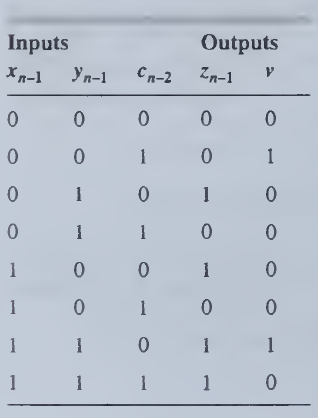 Inputs Outputs
x_{n-1} y_{n-1} c_{n-2} z_{n-1} v
0 0 0 0 0
0 0 1 0 1
0 1 0 1 0
0 1 1 0 0
1 0 0 1 0
1 0 1 0 0
1 1 0 1 1
1 1 1 1 0